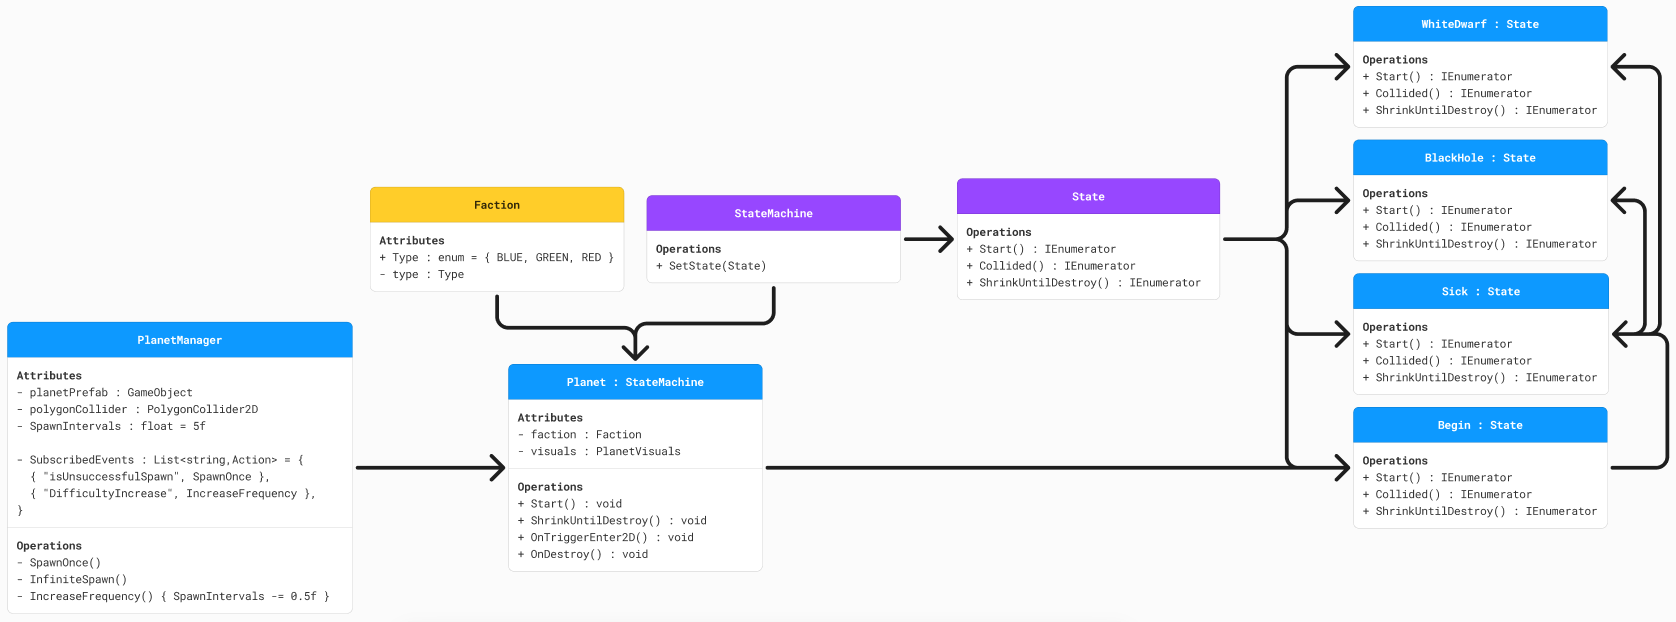 WhiteDwarf : State
Operations
+ Start() : IEnumerator
+ Collided() : IEnumerator
+ ShrinkUntilDestroy() : IEnumerator
BlackHole : State
Operations
+ Start() : IEnumerator
+ Collided() : IEnumerator
+ ShrinkUntilDestroy() : IEnumerator
Faction
Attributes
+ Type : enum = { BLUE, GREEN, RED }
- type : Type
StateMachine
Operations
+ SetState(State)
State
Operations
+ Start() : IEnumerator
+ Collided() : IEnumerator
+ ShrinkUntilDestroy() : IEnumerator
Sick : State
Operations
+ Start() : IEnumerator
+ Collided() : IEnumerator
+ ShrinkUntilDestroy() : IEnumerator
PlanetManager
Attributes
- planetPrefab : GameObject
- polygonCollider : PolygonCollider2D
- SpawnIntervals : float = 5f
- SubscribedEvents : List<string,Action> = {
{ "isUnsuccessfulSpawn", SpawnOnce },
{ "DifficultyIncrease", IncreaseFrequency },
}
Operations
- SpawnOnce()
- InfiniteSpawn()
- IncreaseFrequency() { SpawnIntervals -= 0.5f }
Planet : StateMachine
Attributes
- faction : Faction
- visuals : PlanetVisuals
Operations
+ Start() : void
+ ShrinkUntilDestroy() : void
+ OnTriggerEnter2D() : void
+ OnDestroy() : void
Begin : State
Operations
+ Start() : IEnumerator
+ Collided() : IEnumerator
+ ShrinkUntilDestroy() : IEnumerator